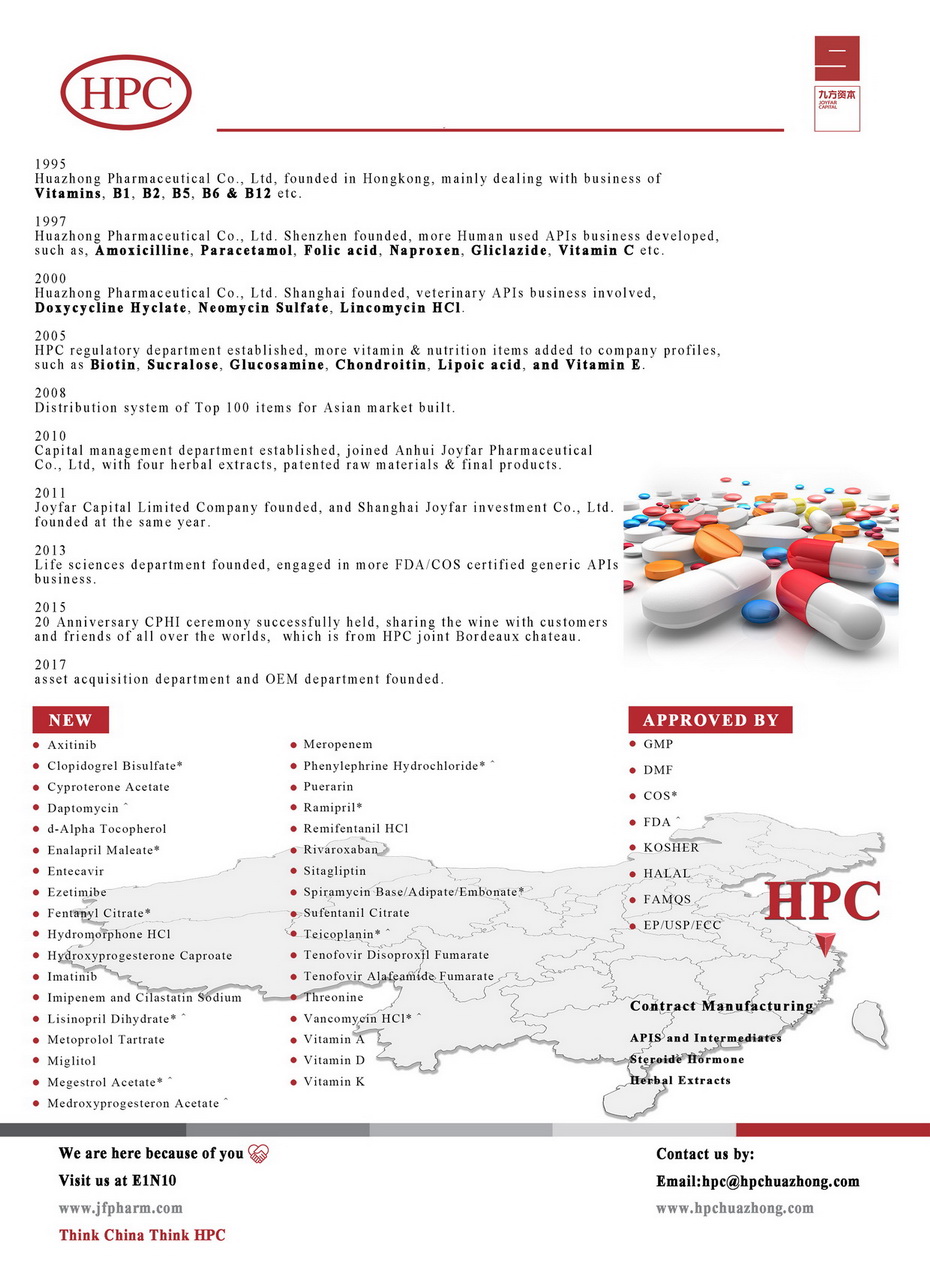 HPC
九方资本
JOYFAR
CAPITAL
1995
Huazhong Pharmaceutical Co., Ltd, founded in Hongkong, mainly dealing with business of
Vitamins, B1, B2, B5, B6 & B12 etc.
1997
Huazhong Pharmaceutical Co., Ltd. Shenzhen founded, more Human used APIs business developed,
such as, Amoxicilline, Paracetamol, Folic acid, Naproxen, Gliclazide, Vitamin C etc.
2000
Huazhong Pharmaceutical Co., Ltd. Shanghai founded, veterinary APIs business involved,
Doxycycline Hyclate, Neomycin Sulfate, Lincomycin HCl.
2005
HPC regulatory department established, more vitamin & nutrition items added to company profiles,
such as Biotin, Sucralose, Glucosamine, Chondroitin, Lipoic acid, and Vitamin E.
2008
Distribution system of Top 100 items for Asian market built.
2010
Capital management department established, joined Anhui Joyfar Pharmaceutical
Co., Ltd, with four herbal extracts, patented raw materials & final products.
2011
Joyfar Capital Limited Company founded, and Shanghai Joyfar investment Co., Ltd.
founded at the same year.
2013
Life sciences department founded, engaged in more FDA/COS certified generic APIs
business.
2015
20 Anniversary CPHI ceremony successfully held, sharing the wine with customers
and friends of all over the worlds, which is from HPC joint Bordeaux chateau.
2017
asset acquisition department and OEM department founded.
NEW
Axitinib
Clopidogrel Bisulfate*
Cyproterone Acetate
Daptomycin ^
d-Alpha Tocopherol
Enalapril Maleate*
Entecavir
Ezetimibe
Fentanyl Citrate*
Hydromorphone HCl
Hydroxyprogesterone Caproate
Imatinib
Imipenem and Cilastatin Sodium
Lisinopril Dihydrate* ^
Metoprolol Tartrate
Miglitol
Megestrol Acetate* ^
Medroxyprogesteron Acetate ^
Meropenem
Phenylephrine Hydrochloride* ^
Puerarin
Ramipril*
Remifentanil HCl
Rivaroxaban
Sitagliptin
Spiramycin Base/Adipate/Embonate*
Sufentanil Citrate
Teicoplanin*
Tenofovir Disoproxil Fumarate
Tenofovir Alafeamide Fumarate
Threonine
Vancomycin HCl* ^
Vitamin A
Vitamin D
Vitamin K
APPROVED BY
GMP
DMF
COS*
FDA ^
KOSHER
HALAL
FAMQS
EP/USP/FCC
HPC
Contract Manufacturing
APIS and Intermediates
Steroide Hormone
Herbal Extracts
We are here because of you
Visit us at E1N10
www.jfpharm.com
Think China Think HPC
Contact us by:
Email:hpc@hpchuazhong.com
www.hpchuazhong.com